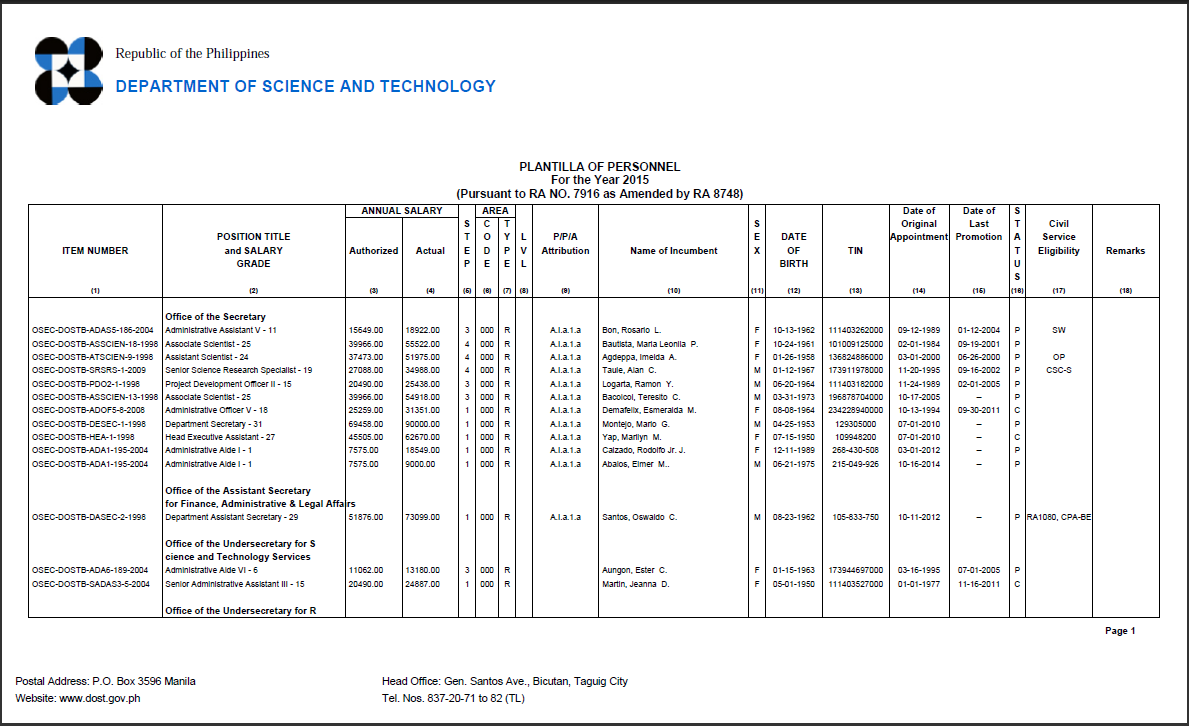 Republic of the Philippines
DEPARTMENT OF SCIENCE AND TECHNOLOGY
PLANTILLA OF PERSONNEL
For the Year 2015
(Pursuant to RA NO. 7916 as Amended by RA 8748)
ITEM NUMBER POSITION TITLE and SALARY GRADE ANNUAL SALARY Authorized Actual STEP AREA CODE TYPE LVL P/P/A Attribution Name of Incumbent SEX DATE OF BIRTH TIN Date of Original Appointment Date of Last Promotion STATUS Civil Service Eligibility Remarks
(1) (2) (3) (4) (5) (6) (7) (8) (9) (10) (11) (12) (13) (14) (15) (16) (17) (18)
Office of the Secretary
OSEC-DOSTB-ADAS5-186-2004 Administrative Assistant V - 11 15649.00 18922.00 3 000 R A.I.a.1.a Bon, Rosario L. F 10-13-1962 111403262000 09-12-1989 01-12-2004 P SW
OSEC-DOSTB-ASSCIEN-18-1998 Associate Scientist - 25 39966.00 55522.00 4 000 R A.I.a.1.a Bautista, Maria Leonila P. F 10-24-1961 101009125000 02-01-1984 09-19-2001 P
OSEC-DOSTB-ATSCIEN-9-1998 Assistant Scientist - 24 37473.00 51975.00 4 000 R A.I.a.1.a Agdeppa, Imelda A. F 01-26-1958 136824886000 03-01-2000 06-26-2000 P OP
OSEC-DOSTB-SRSRS-1-2009 Senior Science Research Specialist - 19 27088.00 34988.00 4 000 R A.I.a.1.a Taule, Alan C. M 01-12-1967 173911978000 11-20-1995 09-16-2002 P CSC-S
OSEC-DOSTB-PDO2-1-1998 Project Development Officer II - 15 20490.00 25438.00 3 000 R A.I.a.1.a Logarta, Ramon Y. M 06-20-1964 111403182000 11-24-1989 02-01-2005 P
OSEC-DOSTB-ASSCIEN-13-1998 Associate Scientist - 25 39966.00 54918.00 3 000 R A.I.a.1.a Bacolcol, Teresito C. M 03-31-1973 196878704000 10-17-2005 – P
OSEC-DOSTB-ADOF5-8-2008 Administrative Officer V - 18 25259.00 31351.00 1 000 R A.I.a.1.a Demafelix, Esmeralda M. F 08-08-1964 234228940000 10-13-1994 09-30-2011 C
OSEC-DOSTB-DESEC-1-1998 Department Secretary - 31 69458.00 90000.00 1 000 R A.I.a.1.a Montejo, Mario G. M 04-25-1953 129305000 07-01-2010 – P
OSEC-DOSTB-HEA-1-1998 Head Executive Assistant - 27 45505.00 62670.00 1 000 R A.I.a.1.a Yap, Marilyn M. F 07-15-1950 109948200 07-01-2010 – C
OSEC-DOSTB-ADA1-195-2004 Administrative Aide I - 1 7575.00 18549.00 1 000 R A.I.a.1.a Calzado, Rodolfo Jr. J. F 12-11-1989 268-430-508 03-01-2012 – P
OSEC-DOSTB-ADA1-195-2004 Administrative Aide I - 1 7575.00 9000.00 1 000 R A.I.a.1.a Abalos, Elmer M.. M 06-21-1975 215-049-926 10-16-2014 – P
Office of the Assistant Secretary
for Finance, Administrative & Legal Affairs
OSEC-DOSTB-DASEC-2-1998 Department Assistant Secretary - 29 51876.00 73099.00 1 000 R A.I.a.1.a Santos, Oswaldo C. M 08-23-1962 105-833-750 10-11-2012 – P RA1080, CPA-BE
Office of the Undersecretary for S
cience and Technology Services
OSEC-DOSTB-ADA6-189-2004 Administrative Aide VI - 6 11062.00 13180.00 3 000 R Aungon, Ester C. F 01-15-1963 173944697000 03-16-1995 07-01-2005 P
OSEC-DOSTB-SADAS3-5-2004 Senior Administrative Assistant III - 15 20490.00 24887.00 1 000 R Martin, Jeanna D. F 05-01-1950 111403527000 01-01-1977 11-16-2011 C
Office of the Undersecretary for R
Page 1
Postal Address: P.O. Box 3596 Manila Head Office: Gen. Santos Ave., Bicutan, Taguig City
Website: www.dost.gov.ph Tel. Nos. 837-20-71 to 82 (TL)